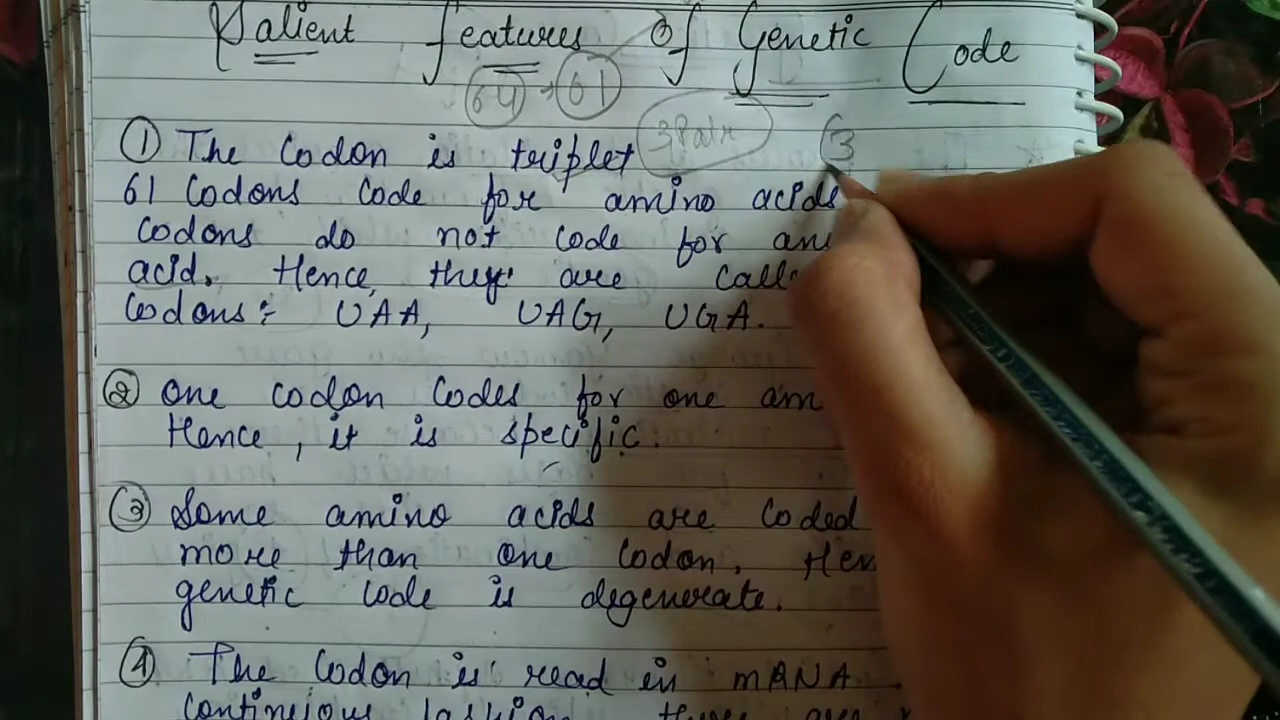 Salient Features Of Genetic Code
64 61
3 Pair 3
① The Codon is triplet
61 Codons Code for amino acids
Codons do not code for
acid. Hence, they are
Codons:- UAA, UAG, UGA.
② One codon Codes for one
Hence, it is specific.
③ Some amino acids are Coded
more than one Codon.
genetic Code is degenerate.
④ The Codon is read in mRNA